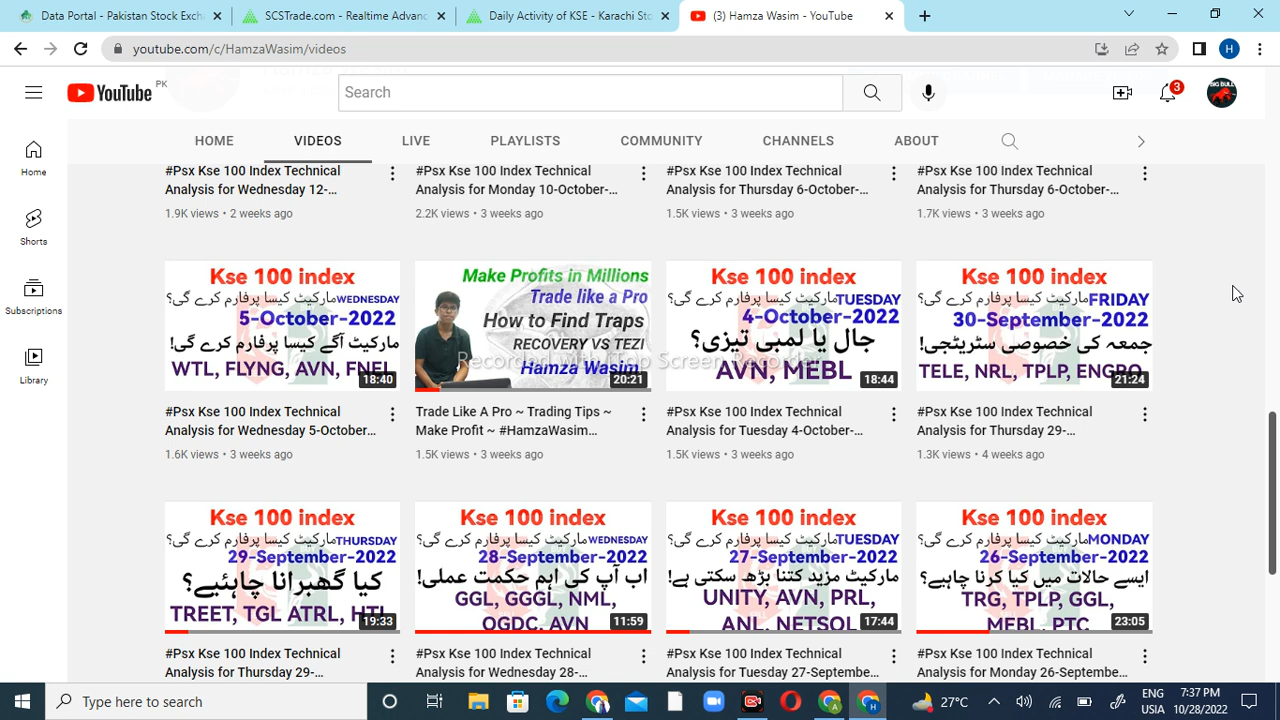 Data Portal - Pakistan Stock Exch
SCSTrade.com - Realtime Advanc
Daily Activity of KSE - Karachi Sto
(3) Hamza Wasim - YouTube
youtube.com/c/HamzaWasim/videos
H
YouTube PK
Search
3
HOME VIDEOS LIVE PLAYLISTS COMMUNITY CHANNELS ABOUT
Home
Shorts
Subscriptions
Library
#Psx Kse 100 Index Technical
Analysis for Wednesday 12-
1.9K views • 2 weeks ago
#Psx Kse 100 Index Technical
Analysis for Monday 10-October-...
2.2K views • 3 weeks ago
#Psx Kse 100 Index Technical
Analysis for Thursday 6-October-...
1.5K views • 3 weeks ago
#Psx Kse 100 Index Technical
Analysis for Thursday 6-October-...
1.7K views • 3 weeks ago
Kse 100 index
مارکیٹ کیسا پرفارم کرے گی؟ WEDNESDAY
5-October-2022
مارکیٹ آگے کیسا پرفارم کرے گی!
WTL, FLYNG, AVN, FNEL
18:40
#Psx Kse 100 Index Technical
Analysis for Wednesday 5-October...
1.6K views • 3 weeks ago
Make Profits in Millions
Trade like a Pro
How to Find Traps
RECOVERY VS TEZI
Hamza Wasim
20:21
Trade Like A Pro ~ Trading Tips ~
Make Profit ~ #HamzaWasim...
1.5K views • 3 weeks ago
Kse 100 index
مارکیٹ کیسا پرفارم کرے گی؟ TUESDAY
4-October-2022
جال یا لمبی تیزی؟
AVN, MEBL
18:44
#Psx Kse 100 Index Technical
Analysis for Tuesday 4-October-...
1.5K views • 3 weeks ago
Kse 100 index
مارکیٹ کیسا پرفارم کرے گی؟ FRIDAY
30-September-2022
جمعہ کی خصوصی سٹریٹجی!
TELE, NRL, TPLP, ENGRO
21:24
#Psx Kse 100 Index Technical
Analysis for Thursday 29-...
1.3K views • 4 weeks ago
Recorded with iTop Screen Recorder
Kse 100 index
مارکیٹ کیسا پرفارم کرے گی؟ THURSDAY
29-September-2022
کیا گھبرانا چاہئیے؟
TREET, TGL ATRL, HTL
19:33
#Psx Kse 100 Index Technical
Analysis for Thursday 29-...
Kse 100 index
مارکیٹ کیسا پرفارم کرے گی؟ WEDNESDAY
28-September-2022
اب آپ کی اہم حکمت عملی!
GGL, GGGL, NML,
OGDC, AVN
11:59
#Psx Kse 100 Index Technical
Analysis for Wednesday 28-...
Kse 100 index
مارکیٹ کیسا پرفارم کرے گی؟ TUESDAY
27-September-2022
مارکیٹ مزید کتنا بڑھ سکتی ہے!
UNITY, AVN, PRL,
ANL, NETSOL
17:44
#Psx Kse 100 Index Technical
Analysis for Tuesday 27-Septembe...
Kse 100 index
مارکیٹ کیسا پرفارم کرے گی؟ MONDAY
26-September-2022
ایسے حالات میں کیا کرنا چاہیے؟
TRG, TPLP, GGL,
MEBL, PTC
23:05
#Psx Kse 100 Index Technical
Analysis for Monday 26-Septembe...
Type here to search
27°C
ENG
USIA
7:37 PM
10/28/2022